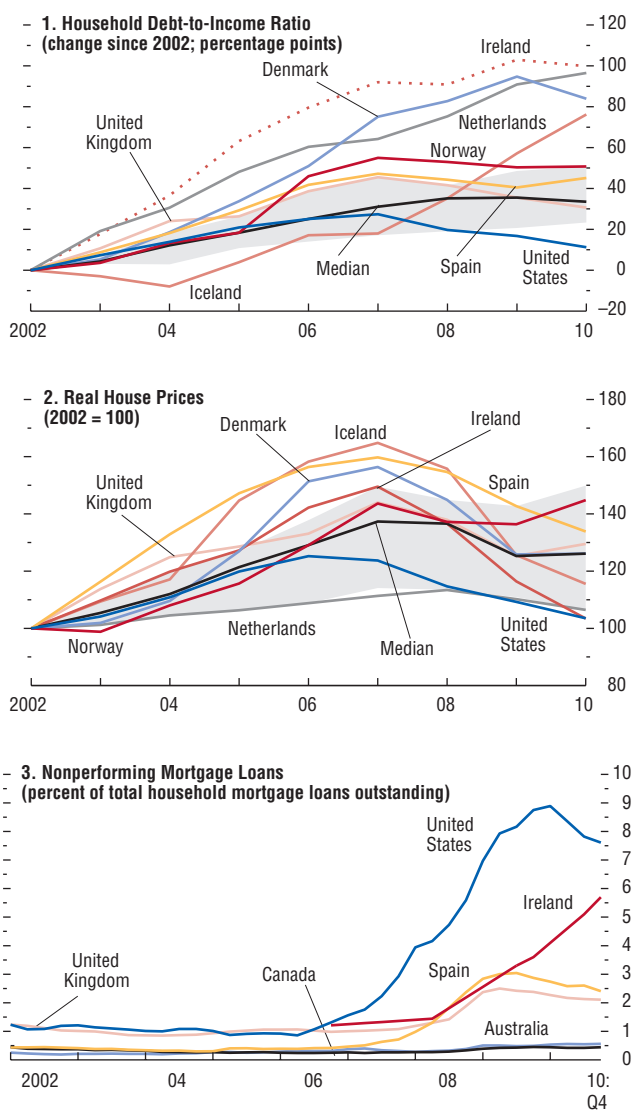 1. Household Debt-to-Income Ratio
(change since 2002; percentage points)
120
100
80
60
40
20
0
–20
Ireland
Denmark
United
Kingdom
Netherlands
Norway
Median
Spain
United
States
Iceland
2002 04 06 08 10
2. Real House Prices
(2002 = 100)
180
160
140
120
100
80
Denmark
Iceland
Ireland
United
Kingdom
Spain
Norway
Netherlands
Median
United
States
2002 04 06 08 10
3. Nonperforming Mortgage Loans
(percent of total household mortgage loans outstanding)
10
9
8
7
6
5
4
3
2
1
0
United
States
Ireland
United
Kingdom
Canada
Spain
Australia
2002 04 06 08 10:
Q4